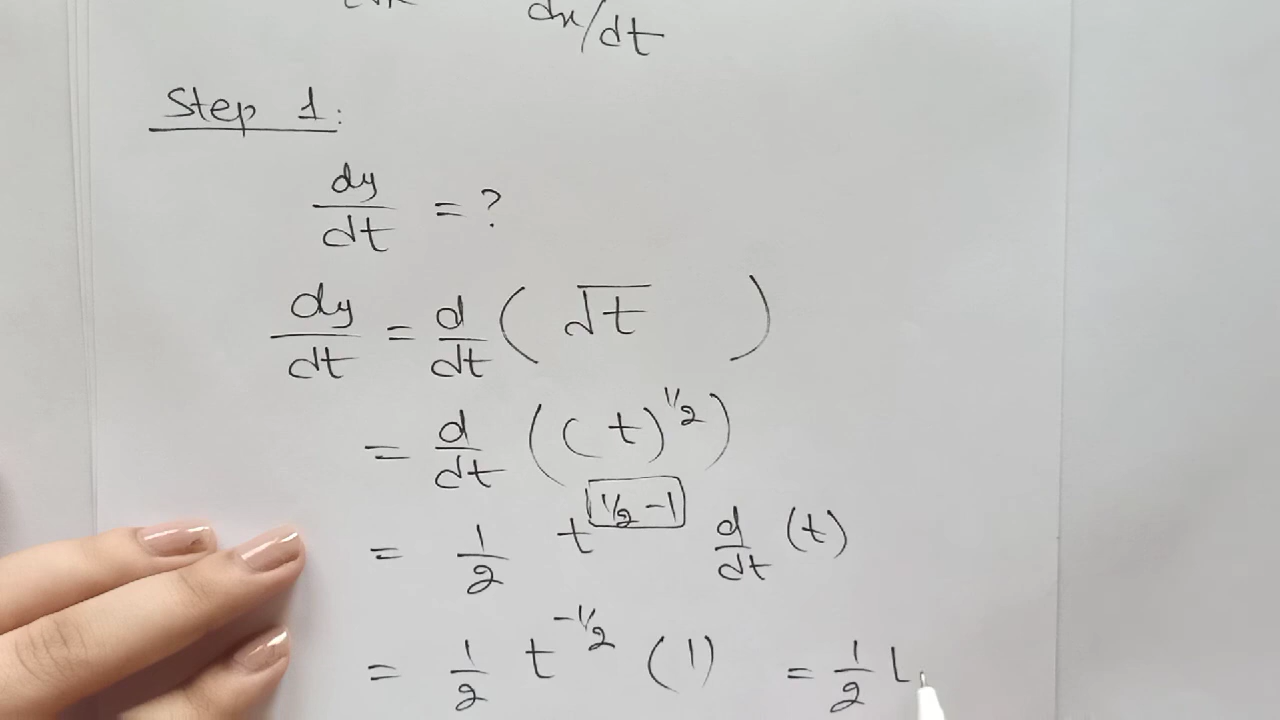 dx/dt
Step 1:
dy/dt = ?
dy/dt = d/dt ( √t )
= d/dt ( (t)^1/2 )
= 1/2 t^1/2 - 1 d/dt (t)
= 1/2 t^-1/2 (1) = 1/2